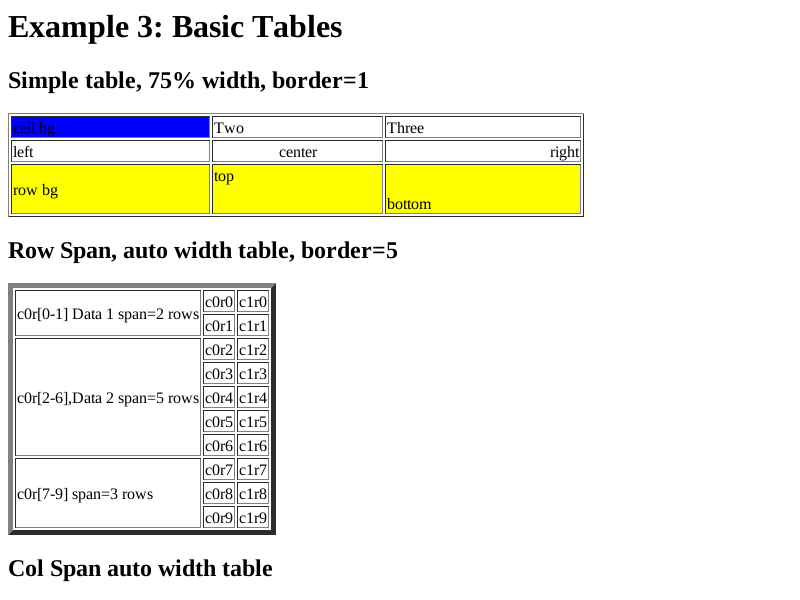 Example 3: Basic Tables
Simple table, 75% width, border=1
cell bg Two Three
left center right
row bg top bottom
Row Span, auto width table, border=5
c0r[0-1] Data 1 span=2 rows c0r0 c1r0
c0r1 c1r1
c0r[2-6],Data 2 span=5 rows c0r2 c1r2
c0r3 c1r3
c0r4 c1r4
c0r5 c1r5
c0r6 c1r6
c0r[7-9] span=3 rows c0r7 c1r7
c0r8 c1r8
c0r9 c1r9
Col Span auto width table